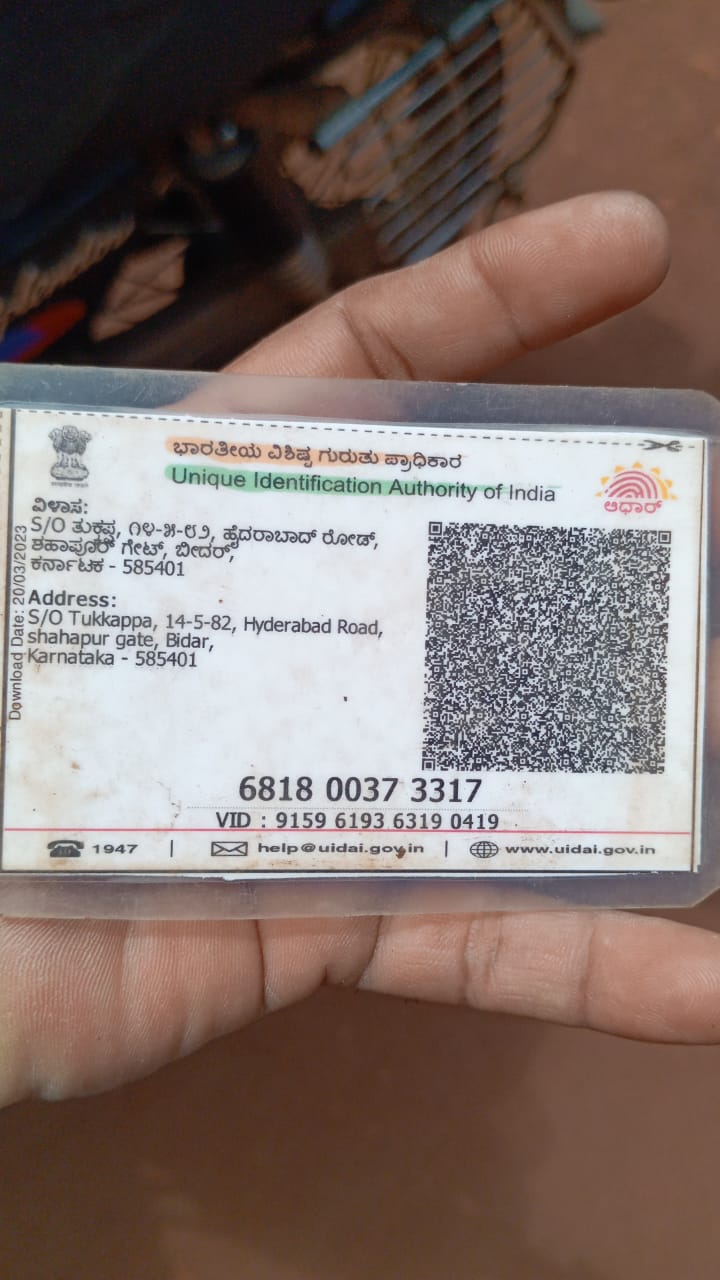 ಭಾರತೀಯ ವಿಶಿಷ್ಟ ಗುರುತು ಪ್ರಾಧಿಕಾರ
Unique Identification Authority of India
ಆಧಾರ್
ವಿಳಾಸ:
S/O ತುಕ್ಕಪ್ಪ, ೧೪-೫-೮೨, ಹೈದರಾಬಾದ್ ರೋಡ್,
ಶಹಾಪೂರ್ ಗೇಟ್, ಬೀದರ್,
ಕರ್ನಾಟಕ - 585401
Address:
S/O Tukkappa, 14-5-82, Hyderabad Road,
shahapur gate, Bidar,
Karnataka - 585401
Download Date: 20/03/2023
6818 0037 3317
VID : 9159 6193 6319 0419
1947 | help@uidai.gov.in | www.uidai.gov.in